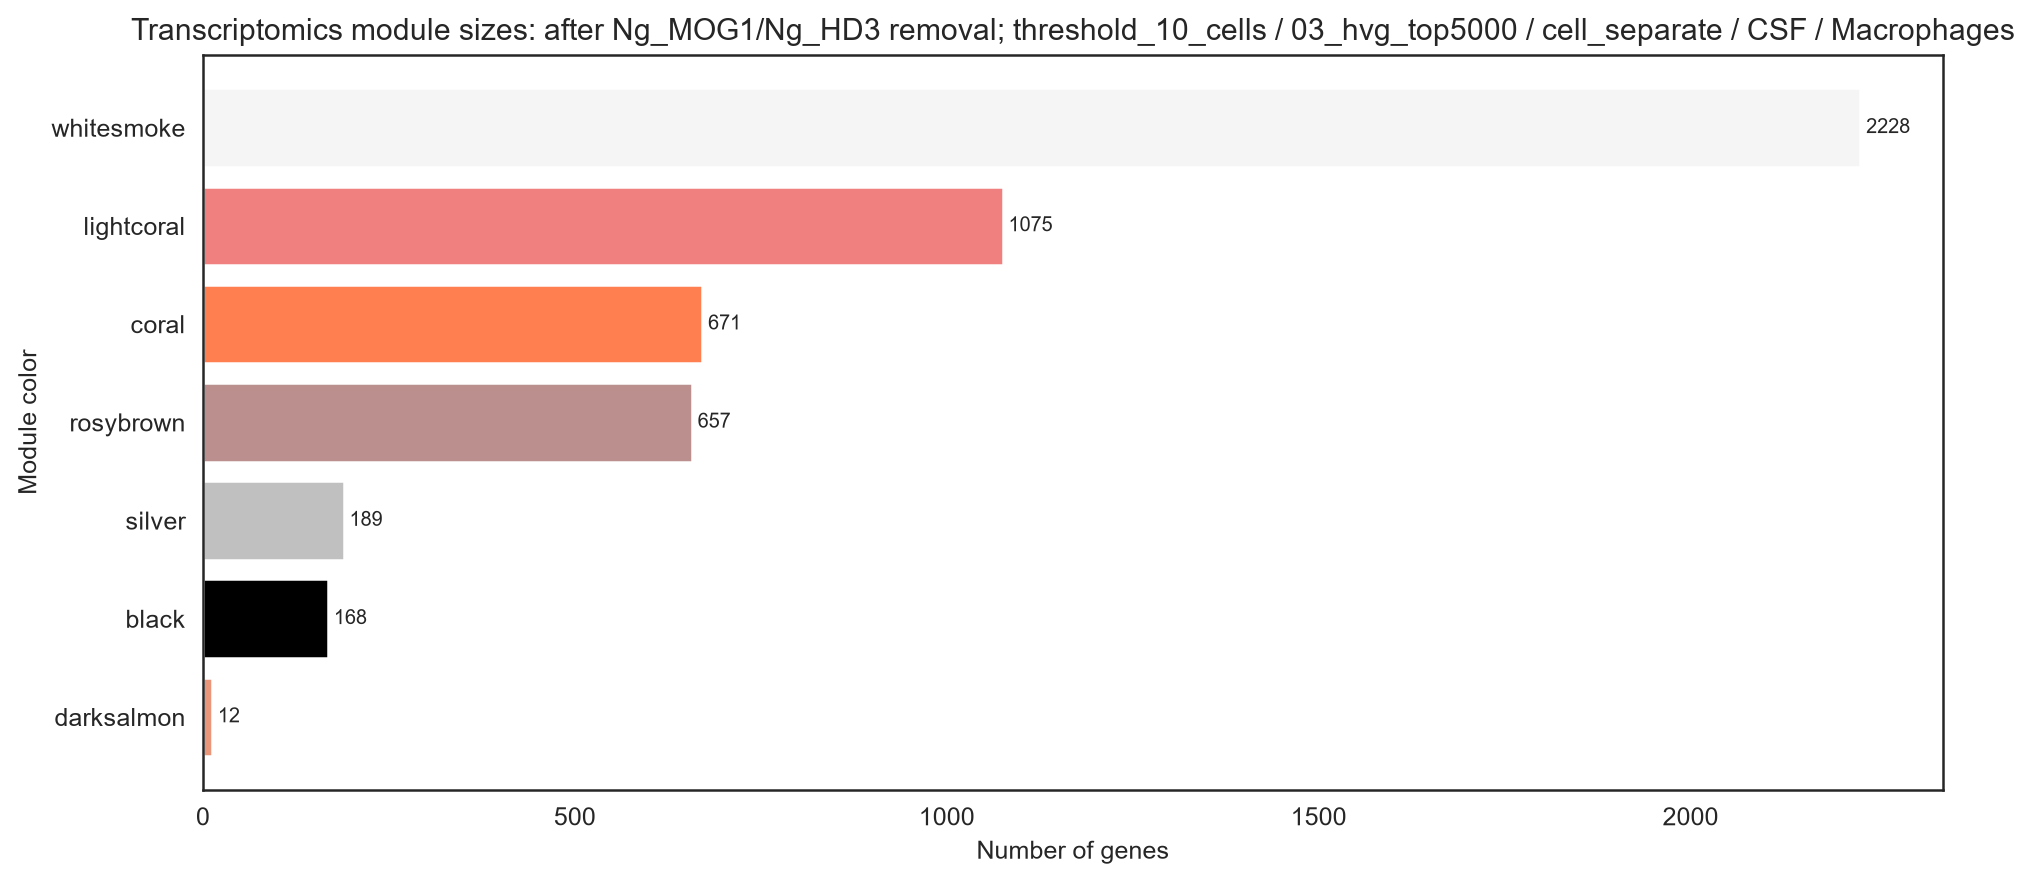 Transcriptomics module sizes: after Ng_MOG1/Ng_HD3 removal; threshold_10_cells / 03_hvg_top5000 / cell_separate / CSF / Macrophages
whitesmoke
2228
lightcoral
1075
coral
671
rosybrown
657
silver
189
black
168
darksalmon
12
Module color
0
500
1000
1500
2000
Number of genes